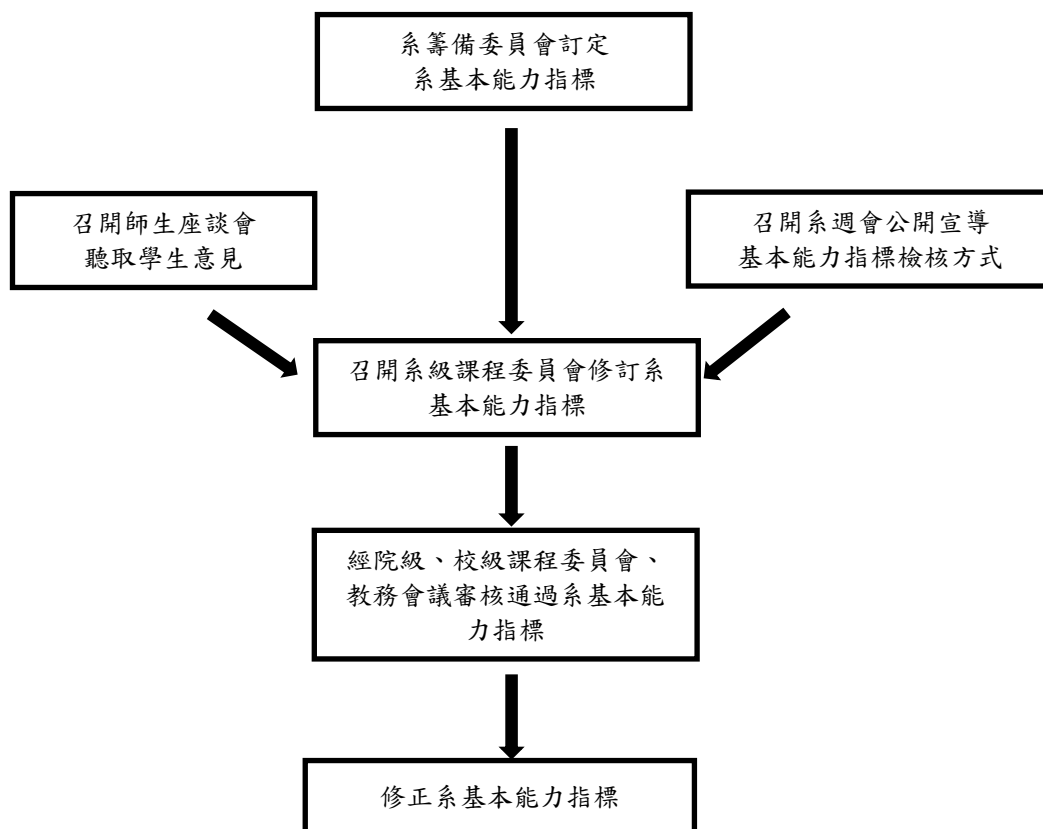 系籌備委員會訂定
系基本能力指標
召開師生座談會
聽取學生意見
召開系週會公開宣導
基本能力指標檢核方式
召開系級課程委員會修訂系
基本能力指標
經院級、校級課程委員會、
教務會議審核通過系基本能
力指標
修正系基本能力指標